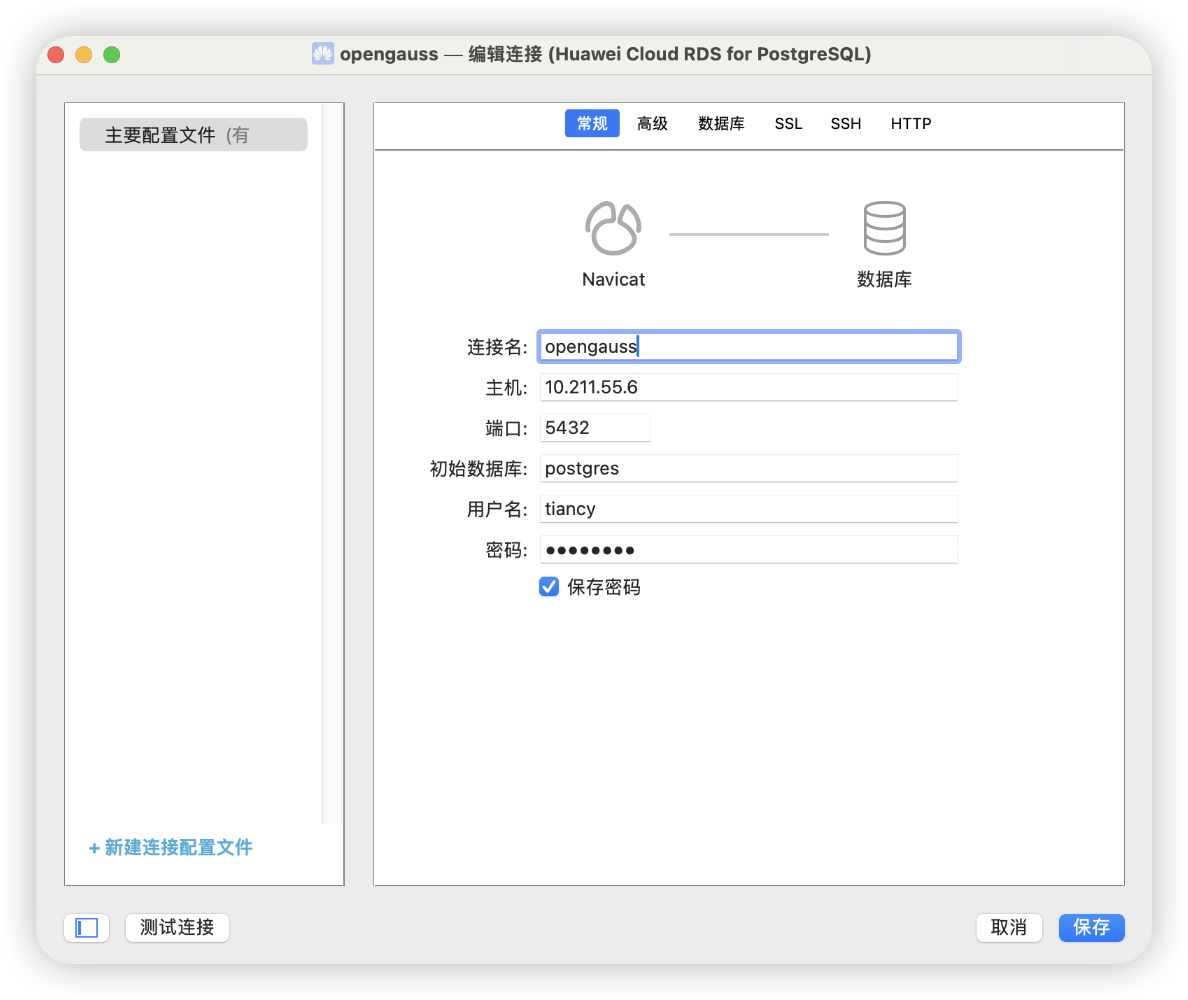 opengauss — 编辑连接 (Huawei Cloud RDS for PostgreSQL)
主要配置文件 (有
常规 高级 数据库 SSL SSH HTTP
Navicat 数据库
连接名: opengauss
主机: 10.211.55.6
端口: 5432
初始数据库: postgres
用户名: tiancy
密码: ●●●●●●●●
保存密码
+ 新建连接配置文件
测试连接 取消 保存